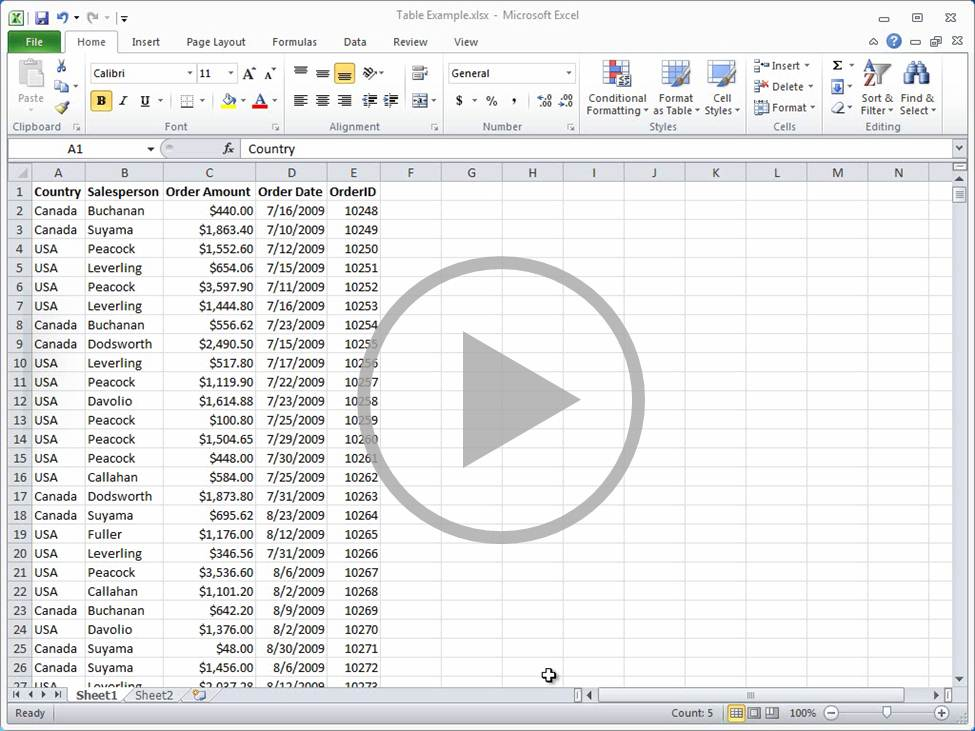 Table Example.xlsx - Microsoft Excel
File Home Insert Page Layout Formulas Data Review View
Calibri 11 General Insert Σ
Paste B I U $ % , Conditional Formatting Format as Table Cell Styles Delete Format Sort & Filter Find & Select
Clipboard Font Alignment Number Styles Cells Editing
A1 fx Country
A B C D E F G H I J K L M N
1 Country Salesperson Order Amount Order Date OrderID
2 Canada Buchanan $440.00 7/16/2009 10248
3 Canada Suyama $1,863.40 7/10/2009 10249
4 USA Peacock $1,552.60 7/12/2009 10250
5 USA Leverling $654.06 7/15/2009 10251
6 USA Peacock $3,597.90 7/11/2009 10252
7 USA Leverling $1,444.80 7/16/2009 10253
8 Canada Buchanan $556.62 7/23/2009 10254
9 Canada Dodsworth $2,490.50 7/15/2009 10255
10 USA Leverling $517.80 7/17/2009 10256
11 USA Peacock $1,119.90 7/22/2009 10257
12 USA Davolio $1,614.88 7/23/2009 10258
13 USA Peacock $100.80 7/25/2009 10259
14 USA Peacock $1,504.65 7/29/2009 10260
15 USA Peacock $448.00 7/30/2009 10261
16 USA Callahan $584.00 7/25/2009 10262
17 Canada Dodsworth $1,873.80 7/31/2009 10263
18 Canada Suyama $695.62 8/23/2009 10264
19 USA Fuller $1,176.00 8/12/2009 10265
20 USA Leverling $346.56 7/31/2009 10266
21 USA Peacock $3,536.60 8/6/2009 10267
22 USA Callahan $1,101.20 8/2/2009 10268
23 Canada Buchanan $642.20 8/9/2009 10269
24 USA Davolio $1,376.00 8/2/2009 10270
25 Canada Suyama $48.00 8/30/2009 10271
26 Canada Suyama $1,456.00 8/6/2009 10272
27 USA Leverling $2,037.28 8/12/2009 10273
Sheet1 Sheet2
Ready Count: 5 100%